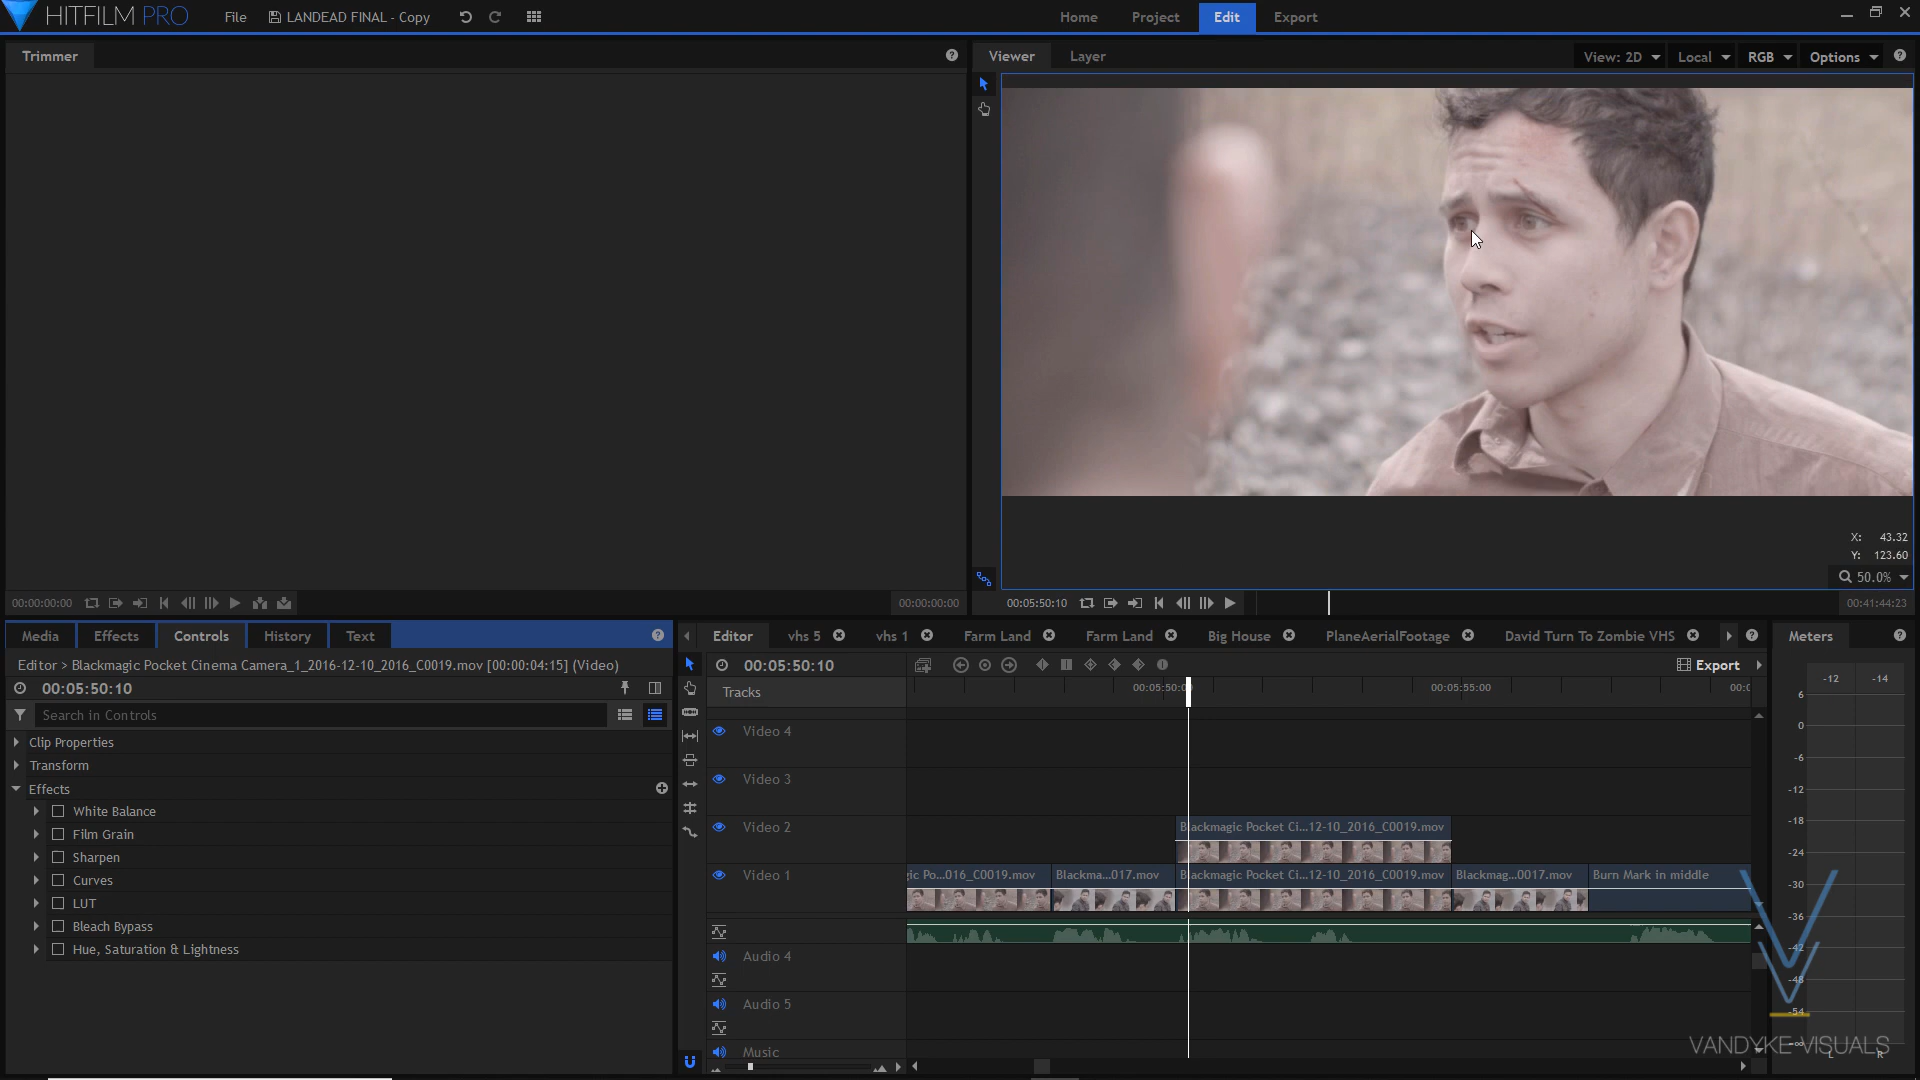 HITFILM PRO File LANDEAD FINAL - Copy Home Project Edit Export
Trimmer
Viewer Layer View: 2D Local RGB Options
X: 43.32
Y: 123.60
50.0%
00:00:00:00 00:00:00:00
00:05:50:10 00:41:44:23
Media Effects Controls History Text
Editor > Blackmagic Pocket Cinema Camera_1_2016-12-10_2016_C0019.mov [00:00:04:15] (Video)
00:05:50:10
Search in Controls
Clip Properties
Transform
Effects
White Balance
Film Grain
Sharpen
Curves
LUT
Bleach Bypass
Hue, Saturation & Lightness
Editor vhs 5 vhs 1 Farm Land Farm Land Big House PlaneAerialFootage David Turn To Zombie VHS
00:05:50:10 Export
Tracks 00:05:55:00
Video 4
Video 3
Video 2 Blackmagic Pocket Ci...12-10_2016_C0019.mov
Video 1 ic Po...016_C0019.mov Blackma...017.mov Blackmagic Pocket Ci...12-10_2016_C0019.mov Blackmag...0017.mov Burn Mark in middle
Audio 4
Audio 5
Music
Meters
-12 -14
6
0
-6
-12
-18
-24
-30
-36
-42
-48
-54
-∞
L R
VANDYKE VISUALS